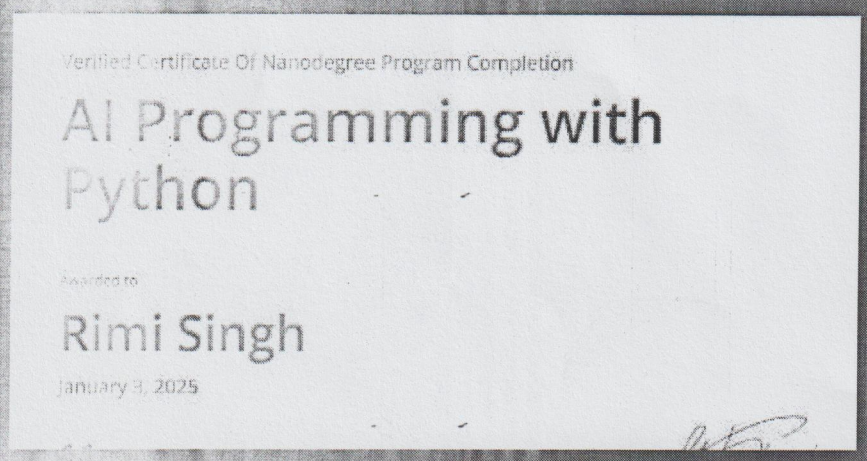 Verified Certificate Of Nanodegree Program Completion
AI Programming with
Python
Awarded to
Rimi Singh
January 3, 2025